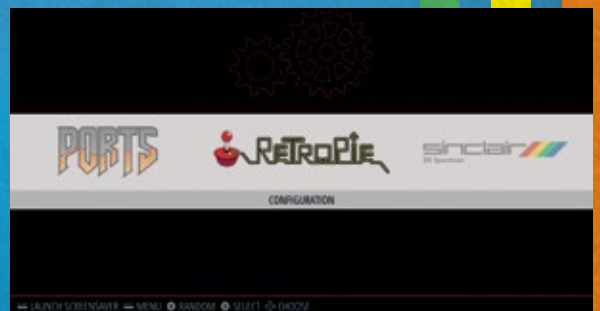 PORTS
RETROPIE
sinclair
ZX Spectrum
CONFIGURATION
LAUNCH SCREENSAVER MENU RANDOM SELECT CHOOSE